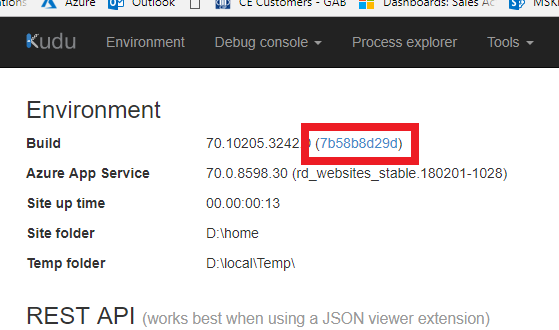 Azure Outlook CE Customers - GAB Dashboards: Sales Ac MSK
Kudu Environment Debug console Process explorer Tools
Environment
Build 70.10205.3242 (7b58b8d29d)
Azure App Service 70.0.8598.30 (rd_websites_stable.180201-1028)
Site up time 00.00:00:13
Site folder D:\home
Temp folder D:\local\Temp\
REST API (works best when using a JSON viewer extension)